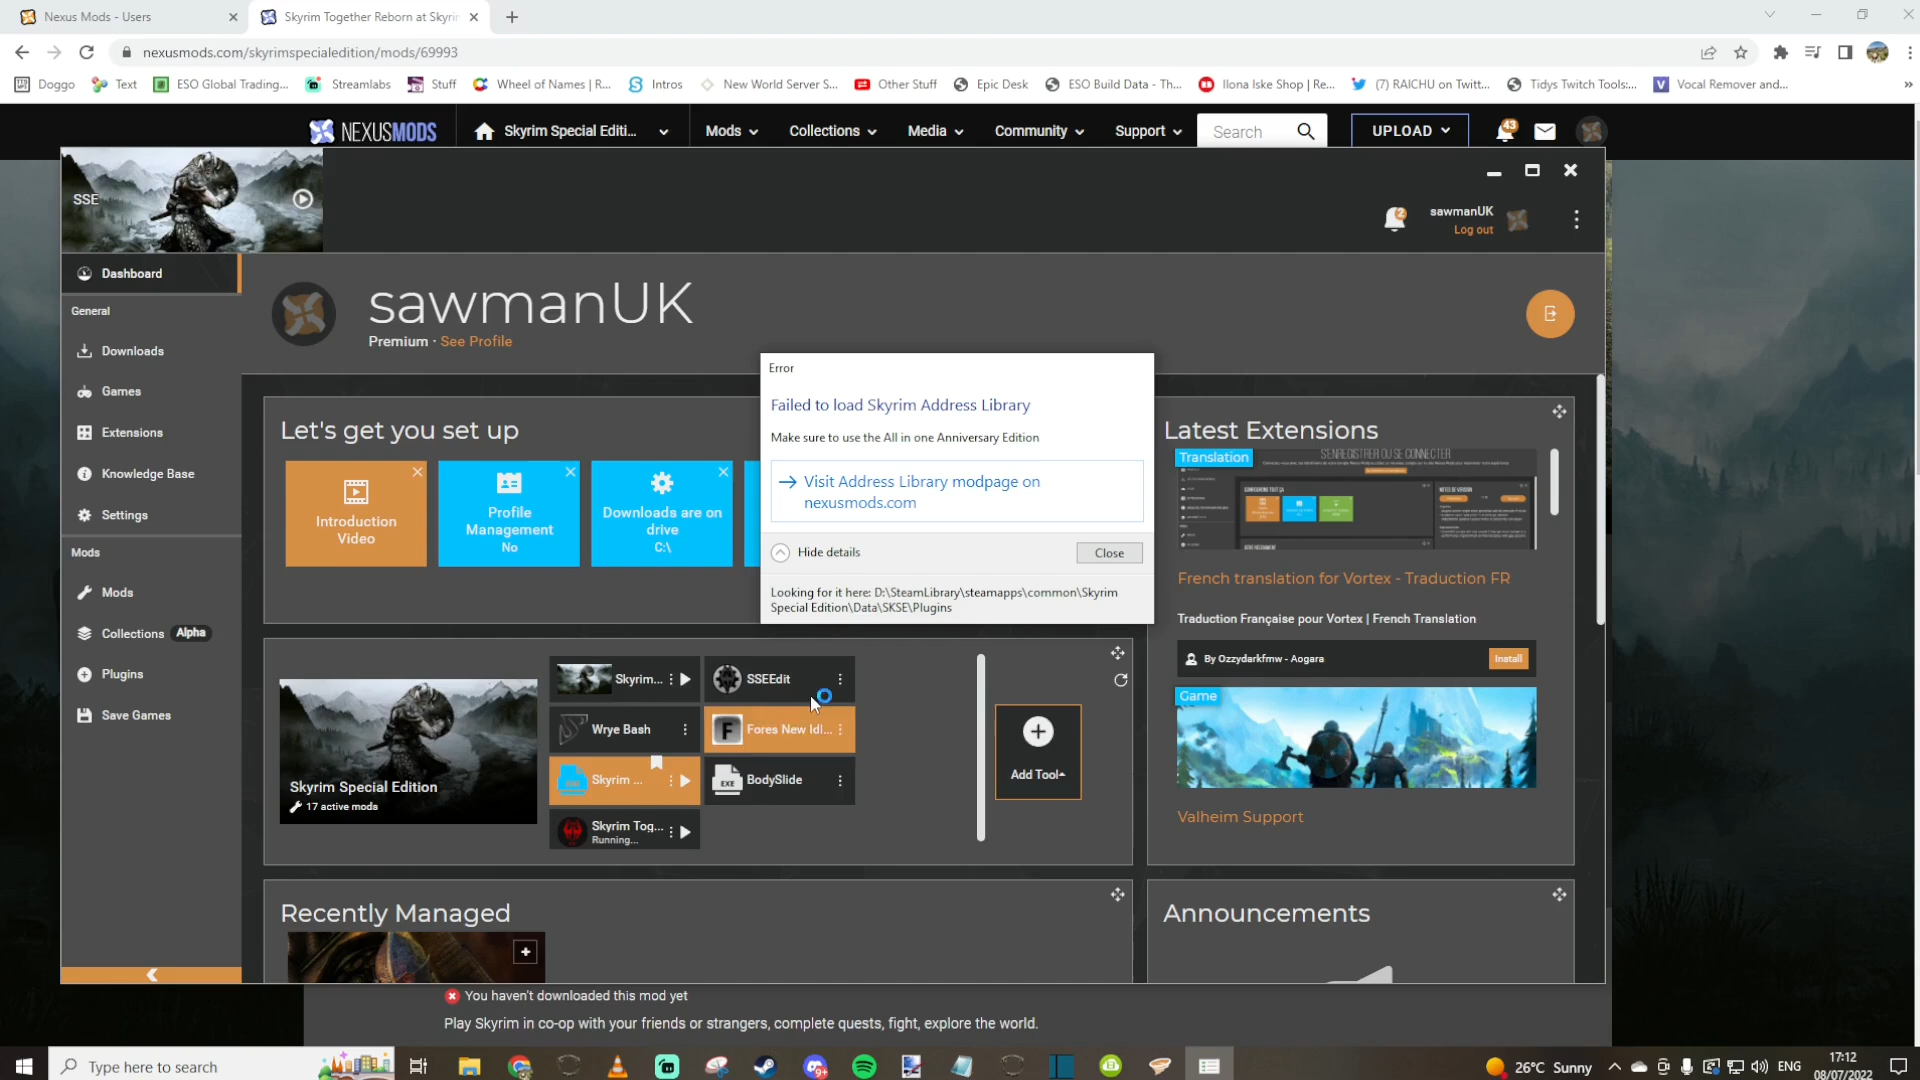 Nexus Mods - Users
Skyrim Together Reborn at Skyri
nexusmods.com/skyrimspecialedition/mods/69993
Doggo
Text
ESO Global Trading...
Streamlabs
Stuff
Wheel of Names | R...
Intros
New World Server S...
Other Stuff
Epic Desk
ESO Build Data - Th...
Ilona Iske Shop | Re...
(7) RAICHU on Twitt...
Tidys Twitch Tools:...
Vocal Remover and...
NEXUSMODS
Skyrim Special Editi...
Mods
Collections
Media
Community
Support
Search
UPLOAD
43
SSE
2
sawmanUK
Log out
Dashboard
General
Downloads
Games
Extensions
Knowledge Base
Settings
Mods
Mods
Collections Alpha
Plugins
Save Games
sawmanUK
Premium · See Profile
Let's get you set up
Introduction
Video
Profile
Management
No
Downloads are on
drive
C:\
Error
Failed to load Skyrim Address Library
Make sure to use the All in one Anniversary Edition
Visit Address Library modpage on
nexusmods.com
Hide details
Close
Looking for it here: D:\SteamLibrary\steamapps\common\Skyrim
Special Edition\Data\SKSE\Plugins
Latest Extensions
Translation
S'ENREGISTRER OU SE CONNECTER
French translation for Vortex - Traduction FR
Traduction Française pour Vortex | French Translation
By Ozzydarkfmw - Aogara
Install
Game
Valheim Support
Skyrim Special Edition
17 active mods
Skyrim...
SSEEdit
Wrye Bash
F
Fores New Idl...
Skyrim ...
EXE
BodySlide
Skyrim Tog...
Running...
Add Tool
Recently Managed
Announcements
You haven't downloaded this mod yet
Play Skyrim in co-op with your friends or strangers, complete quests, fight, explore the world.
Type here to search
26°C Sunny
ENG
17:12
08/07/2022